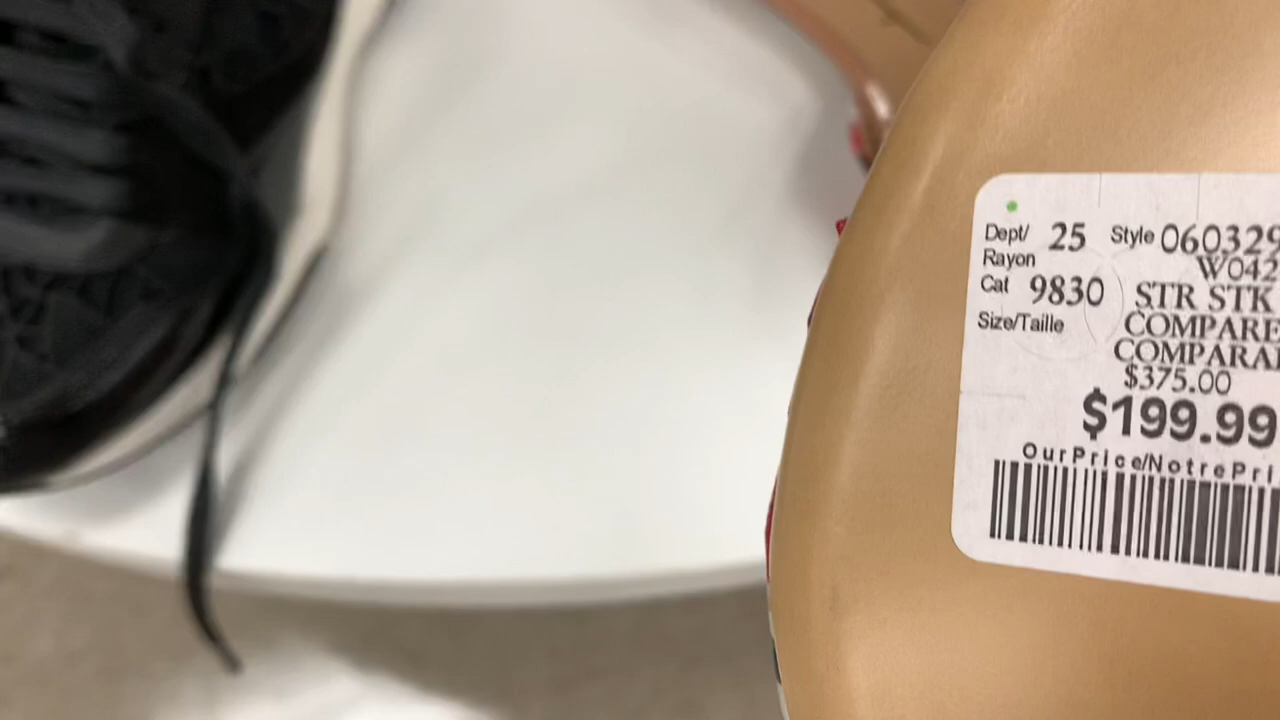 Dept/ 25 Style 060329
Rayon W042
Cat 9830 STR STK
Size/Taille COMPARE
COMPARA
$375.00
$199.99
OurPrice/NotrePri